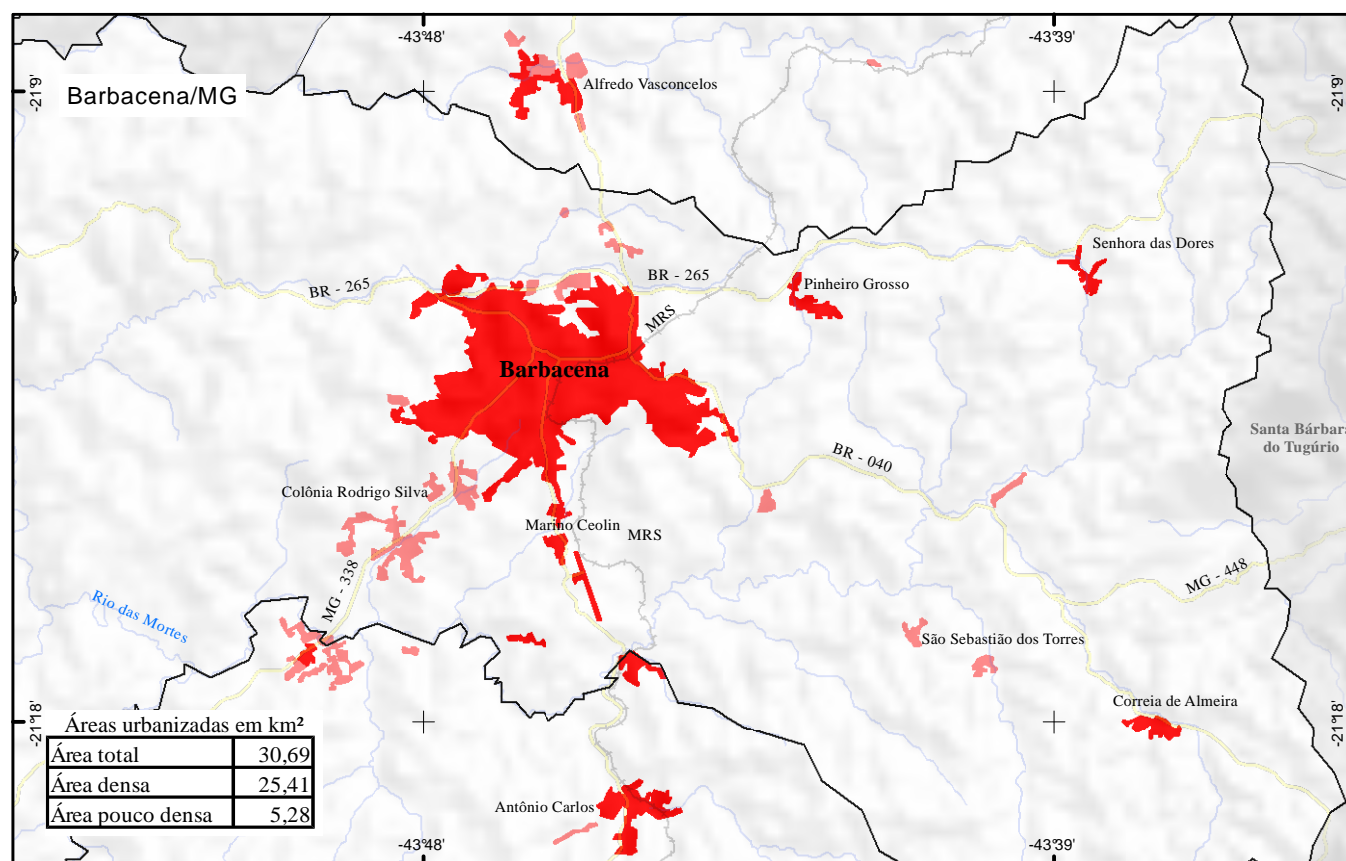 -43°48'
-43°39'
-21°9'
-21°9'
Barbacena/MG
Alfredo Vasconcelos
Senhora das Dores
BR - 265
BR - 265
Pinheiro Grosso
MRS
Barbacena
Santa Bárbara
do Tugúrio
BR - 040
Colônia Rodrigo Silva
Marino Ceolin
MRS
MG - 448
MG - 338
Rio das Mortes
São Sebastião dos Torres
Correia de Almeira
-21°18'
-21°18'
Áreas urbanizadas em km²
Área total 30,69
Área densa 25,41
Área pouco densa 5,28
Antônio Carlos
-43°48'
-43°39'